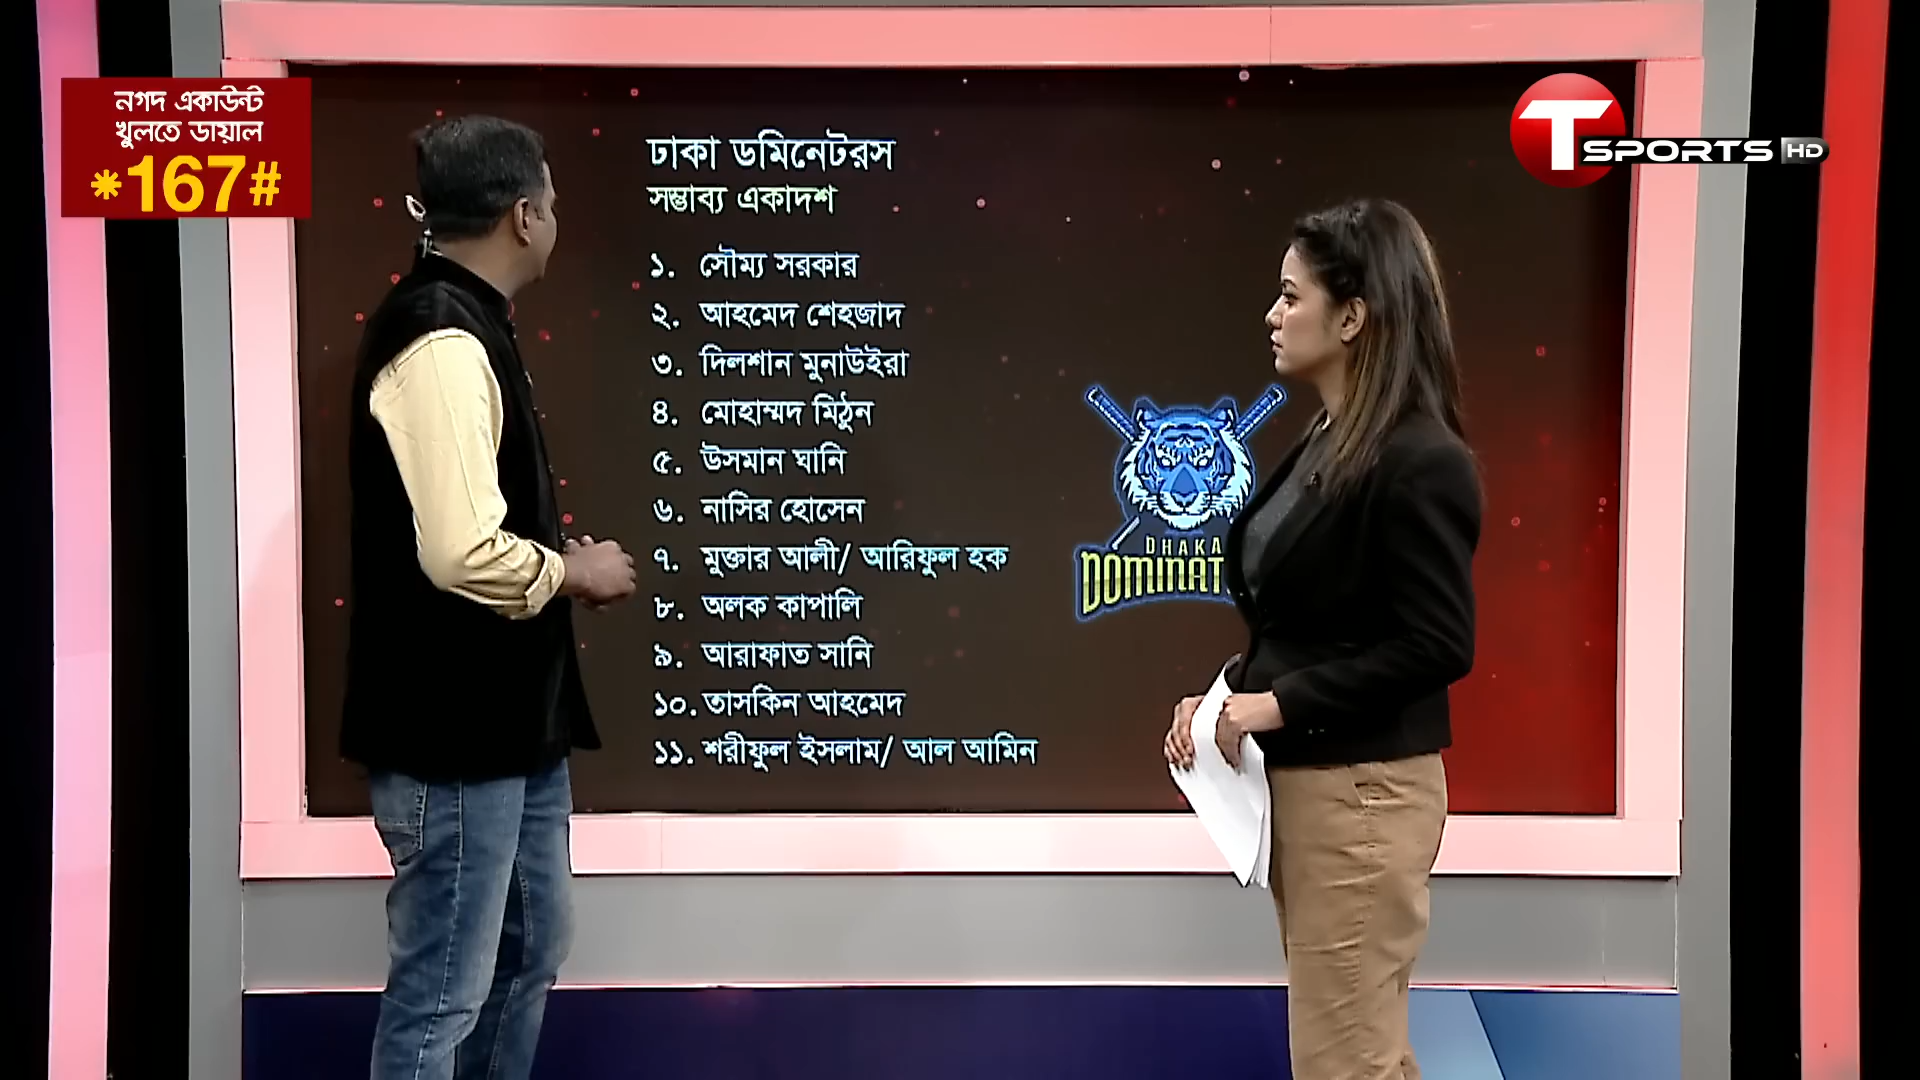 নগদ একাউন্ট
খুলতে ডায়াল
*167#
T SPORTS HD
ঢাকা ডমিনেটরস
সম্ভাব্য একাদশ
১. সৌম্য সরকার
২. আহমেদ শেহজাদ
৩. দিলশান মুনাউইরা
৪. মোহাম্মদ মিঠুন
৫. উসমান ঘানি
৬. নাসির হোসেন
৭. মুক্তার আলী/ আরিফুল হক
৮. অলক কাপালি
৯. আরাফাত সানি
১০. তাসকিন আহমেদ
১১. শরীফুল ইসলাম/ আল আমিন
DHAKA
DOMINAT